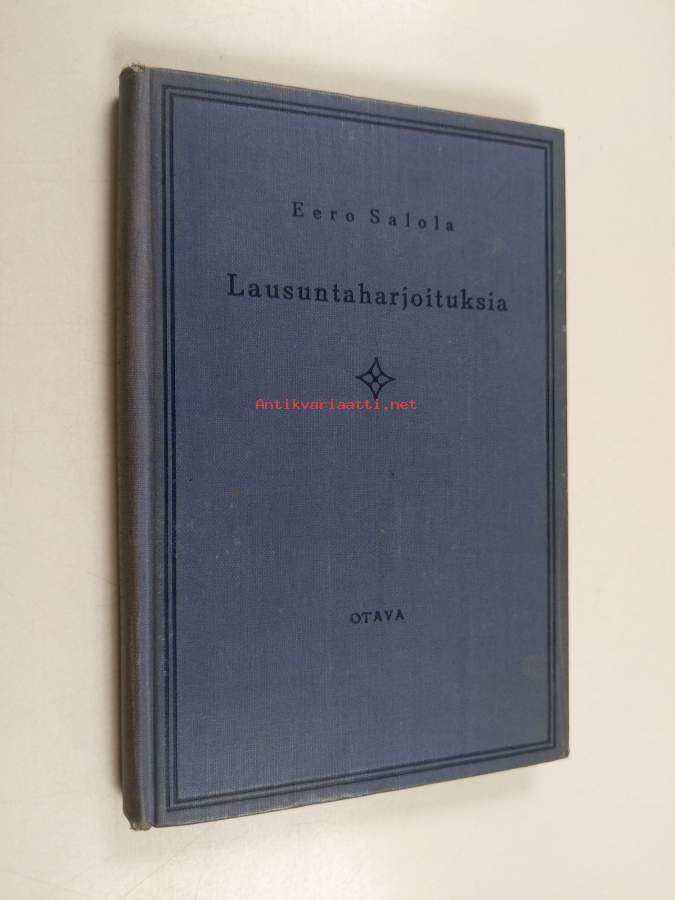 Eero Salola
Lausuntaharjoituksia
Antikvariaatti.net
OTAVA